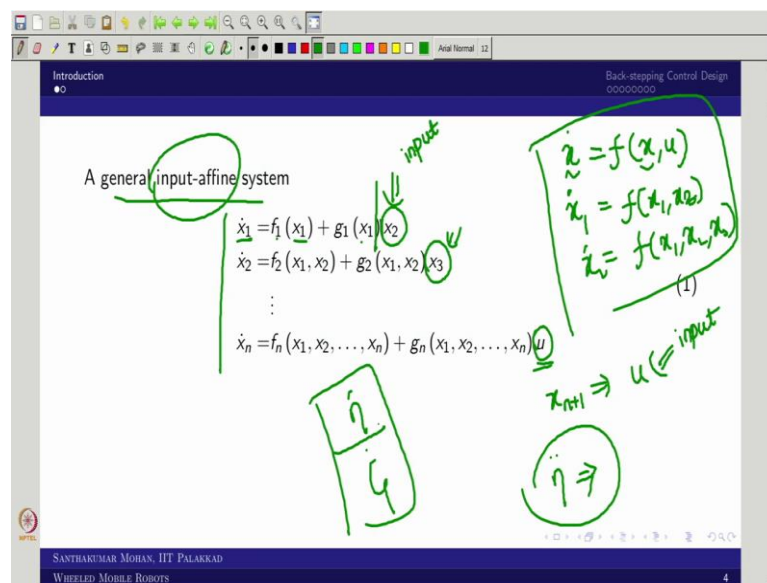 Arial Normal 12
Introduction
Back-stepping Control Design
A general input-affine system
input
ẋ₁ =f₁ (x₁) + g₁ (x₁) x₂
ẋ₂ =f₂ (x₁, x₂) + g₂ (x₁, x₂) x₃
⋮
ẋₙ =fₙ (x₁, x₂, . . . , xₙ) + gₙ (x₁, x₂, . . . , xₙ) u
(1)
ẋ = f(x, u)
ẋ₁ = f(x₁, x₂)
ẋ₂ = f(x₁, x₂, x₃)
xₙ₊₁ ⇒ u ⇐ input
η̇
η̈ ⇒
NPTEL
SANTHAKUMAR MOHAN, IIT PALAKKAD
WHEELED MOBILE ROBOTS
4